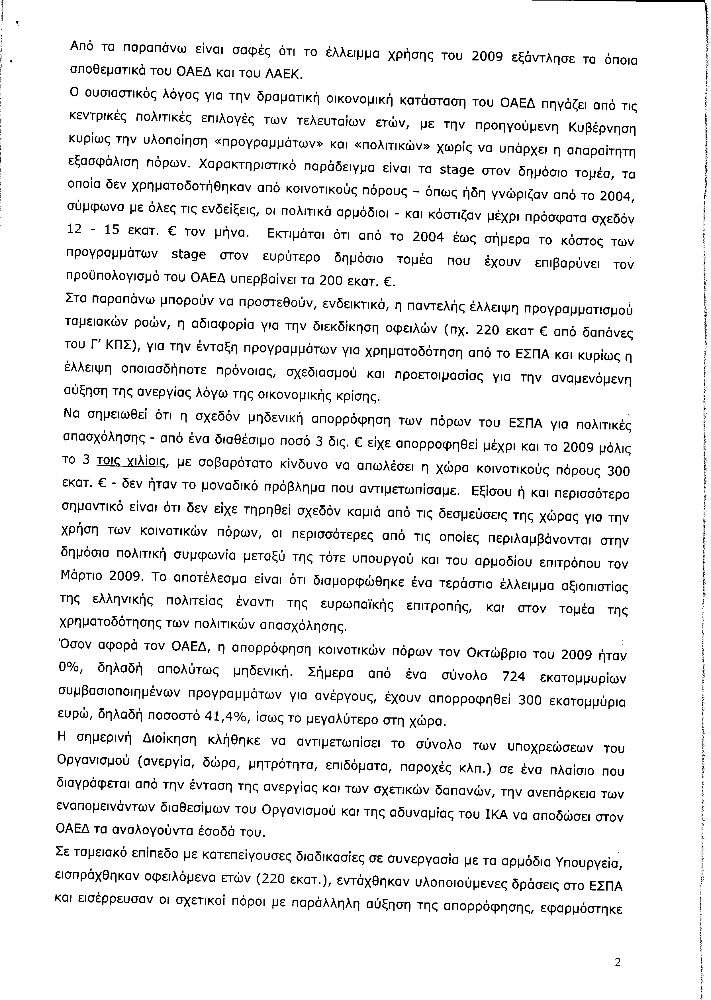 Από τα παραπάνω είναι σαφές ότι το έλλειμμα χρήσης του 2009 εξάντλησε τα όποια
αποθεματικά του ΟΑΕΔ και του ΛΑΕΚ.
Ο ουσιαστικός λόγος για την δραματική οικονομική κατάσταση του ΟΑΕΔ πηγάζει από τις
κεντρικές πολιτικές επιλογές των τελευταίων ετών, με την προηγούμενη Κυβέρνηση
κυρίως την υλοποίηση «προγραμμάτων» και «πολιτικών» χωρίς να υπάρχει η απαραίτητη
εξασφάλιση πόρων. Χαρακτηριστικό παράδειγμα είναι τα stage στον δημόσιο τομέα, τα
οποία δεν χρηματοδοτήθηκαν από κοινοτικούς πόρους – όπως ήδη γνώριζαν από το 2004,
σύμφωνα με όλες τις ενδείξεις, οι πολιτικά αρμόδιοι - και κόστιζαν μέχρι πρόσφατα σχεδόν
12 - 15 εκατ. € τον μήνα. Εκτιμάται ότι από το 2004 έως σήμερα το κόστος των
προγραμμάτων stage στον ευρύτερο δημόσιο τομέα που έχουν επιβαρύνει τον
προϋπολογισμό του ΟΑΕΔ υπερβαίνει τα 200 εκατ. €.
Στα παραπάνω μπορούν να προστεθούν, ενδεικτικά, η παντελής έλλειψη προγραμματισμού
ταμειακών ροών, η αδιαφορία για την διεκδίκηση οφειλών (πχ. 220 εκατ € από δαπάνες
του Γ’ ΚΠΣ), για την ένταξη προγραμμάτων για χρηματοδότηση από το ΕΣΠΑ και κυρίως η
έλλειψη οποιασδήποτε πρόνοιας, σχεδιασμού και προετοιμασίας για την αναμενόμενη
αύξηση της ανεργίας λόγω της οικονομικής κρίσης.
Να σημειωθεί ότι η σχεδόν μηδενική απορρόφηση των πόρων του ΕΣΠΑ για πολιτικές
απασχόλησης - από ένα διαθέσιμο ποσό 3 δις. € είχε απορροφηθεί μέχρι και το 2009 μόλις
το 3 τοις χιλίοις, με σοβαρότατο κίνδυνο να απωλέσει η χώρα κοινοτικούς πόρους 300
εκατ. € - δεν ήταν το μοναδικό πρόβλημα που αντιμετωπίσαμε. Εξίσου ή και περισσότερο
σημαντικό είναι ότι δεν είχε τηρηθεί σχεδόν καμιά από τις δεσμεύσεις της χώρας για την
χρήση των κοινοτικών πόρων, οι περισσότερες από τις οποίες περιλαμβάνονται στην
δημόσια πολιτική συμφωνία μεταξύ της τότε υπουργού και του αρμοδίου επιτρόπου τον
Μάρτιο 2009. Το αποτέλεσμα είναι ότι διαμορφώθηκε ένα τεράστιο έλλειμμα αξιοπιστίας
της ελληνικής πολιτείας έναντι της ευρωπαϊκής επιτροπής, και στον τομέα της
χρηματοδότησης των πολιτικών απασχόλησης.
Όσον αφορά τον ΟΑΕΔ, η απορρόφηση κοινοτικών πόρων τον Οκτώβριο του 2009 ήταν
0%, δηλαδή απολύτως μηδενική. Σήμερα από ένα σύνολο 724 εκατομμυρίων
συμβασιοποιημένων προγραμμάτων για ανέργους, έχουν απορροφηθεί 300 εκατομμύρια
ευρώ, δηλαδή ποσοστό 41,4%, ίσως το μεγαλύτερο στη χώρα.
Η σημερινή Διοίκηση κλήθηκε να αντιμετωπίσει το σύνολο των υποχρεώσεων του
Οργανισμού (ανεργία, δώρα, μητρότητα, επιδόματα, παροχές κλπ.) σε ένα πλαίσιο που
διαγράφεται από την ένταση της ανεργίας και των σχετικών δαπανών, την ανεπάρκεια των
εναπομεινάντων διαθεσίμων του Οργανισμού και της αδυναμίας του ΙΚΑ να αποδώσει στον
ΟΑΕΔ τα αναλογούντα έσοδά του.
Σε ταμειακό επίπεδο με κατεπείγουσες διαδικασίες σε συνεργασία με τα αρμόδια Υπουργεία,
εισπράχθηκαν οφειλόμενα ετών (220 εκατ.), εντάχθηκαν υλοποιούμενες δράσεις στο ΕΣΠΑ
και εισέρρευσαν οι σχετικοί πόροι με παράλληλη αύξηση της απορρόφησης, εφαρμόστηκε
2